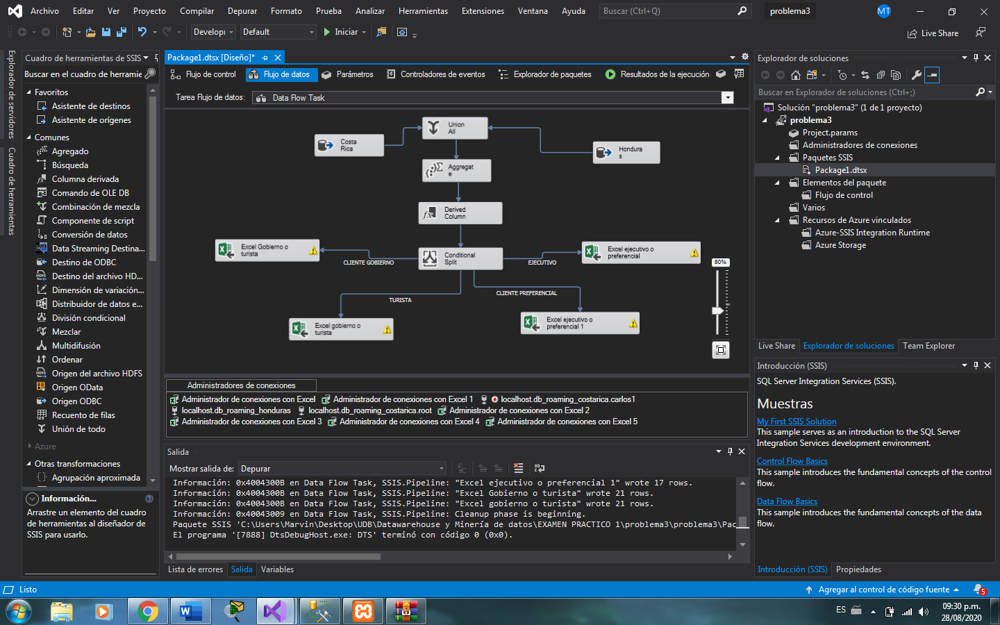 Archivo Editar Ver Proyecto Compilar Depurar Formato Prueba Analizar Herramientas Extensiones Ventana Ayuda Buscar (Ctrl+Q) problema3 MT
Develop Default Iniciar Live Share
Explorador de servidores
Cuadro de herramientas
Cuadro de herramientas de SSIS
Buscar en el cuadro de herramie
Favoritos
Asistente de destinos
Asistente de orígenes
Comunes
Agregado
Búsqueda
Columna derivada
Comando de OLE DB
Combinación de mezcla
Componente de script
Conversión de datos
Data Streaming Destina...
Destino de ODBC
Destino del archivo HD...
Dimensión de variación...
Distribuidor de datos e...
División condicional
Mezclar
Multidifusión
Ordenar
Origen del archivo HDFS
Origen OData
Origen ODBC
Recuento de filas
Unión de todo
Azure
Otras transformaciones
Agrupación aproximada
Información...
Arrastre un elemento del cuadro
de herramientas al diseñador de
SSIS para usarlo.
Package1.dtsx [Diseño]*
Flujo de control Flujo de datos Parámetros Controladores de eventos Explorador de paquetes Resultados de la ejecución
Tarea Flujo de datos: Data Flow Task
Union
All
Costa
Rica
Hondura
s
Aggregat
e
Derived
Column
Excel Gobierno o
turista
CLIENTE GOBIERNO
Conditional
Split
EJECUTIVO
Excel ejecutivo o
preferencial
80%
TURISTA
CLIENTE PREFERENCIAL
Excel gobierno o
turista
Excel ejecutivo o
preferencial 1
Administradores de conexiones
Administrador de conexiones con Excel Administrador de conexiones con Excel 1 localhost.db_roaming_costarica.carlos1
localhost.db_roaming_honduras localhost.db_roaming_costarica.root Administrador de conexiones con Excel 2
Administrador de conexiones con Excel 3 Administrador de conexiones con Excel 4 Administrador de conexiones con Excel 5
Salida
Mostrar salida de: Depurar
Información: 0x4004300B en Data Flow Task, SSIS.Pipeline: "Excel ejecutivo o preferencial 1" wrote 17 rows.
Información: 0x4004300B en Data Flow Task, SSIS.Pipeline: "Excel Gobierno o turista" wrote 21 rows.
Información: 0x4004300B en Data Flow Task, SSIS.Pipeline: "Excel gobierno o turista" wrote 21 rows.
Información: 0x40043009 en Data Flow Task, SSIS.Pipeline: Cleanup phase is beginning.
Paquete SSIS 'C:\Users\Marvin\Desktop\UDB\Datawarehouse y Minería de datos\EXAMEN PRACTICO 1\problema3\problema3\Pac
El programa '[7888] DtsDebugHost.exe: DTS' terminó con código 0 (0x0).
Lista de errores Salida Variables
Explorador de soluciones
Buscar en Explorador de soluciones (Ctrl+;)
Solución "problema3" (1 de 1 proyecto)
problema3
Project.params
Administradores de conexiones
Paquetes SSIS
Package1.dtsx
Elementos del paquete
Flujo de control
Varios
Recursos de Azure vinculados
Azure-SSIS Integration Runtime
Azure Storage
Live Share Explorador de soluciones Team Explorer
Introducción (SSIS)
SQL Server Integration Services (SSIS).
Muestras
My First SSIS Solution
This sample serves as an introduction to the SQL Server
Integration Services development environment.
Control Flow Basics
This sample introduces the fundamental concepts of the control
flow.
Data Flow Basics
This sample introduces the fundamental concepts of the data
flow.
Introducción (SSIS) Propiedades
Listo Agregar al control de código fuente 5
ES 09:30 p.m.
28/08/2020